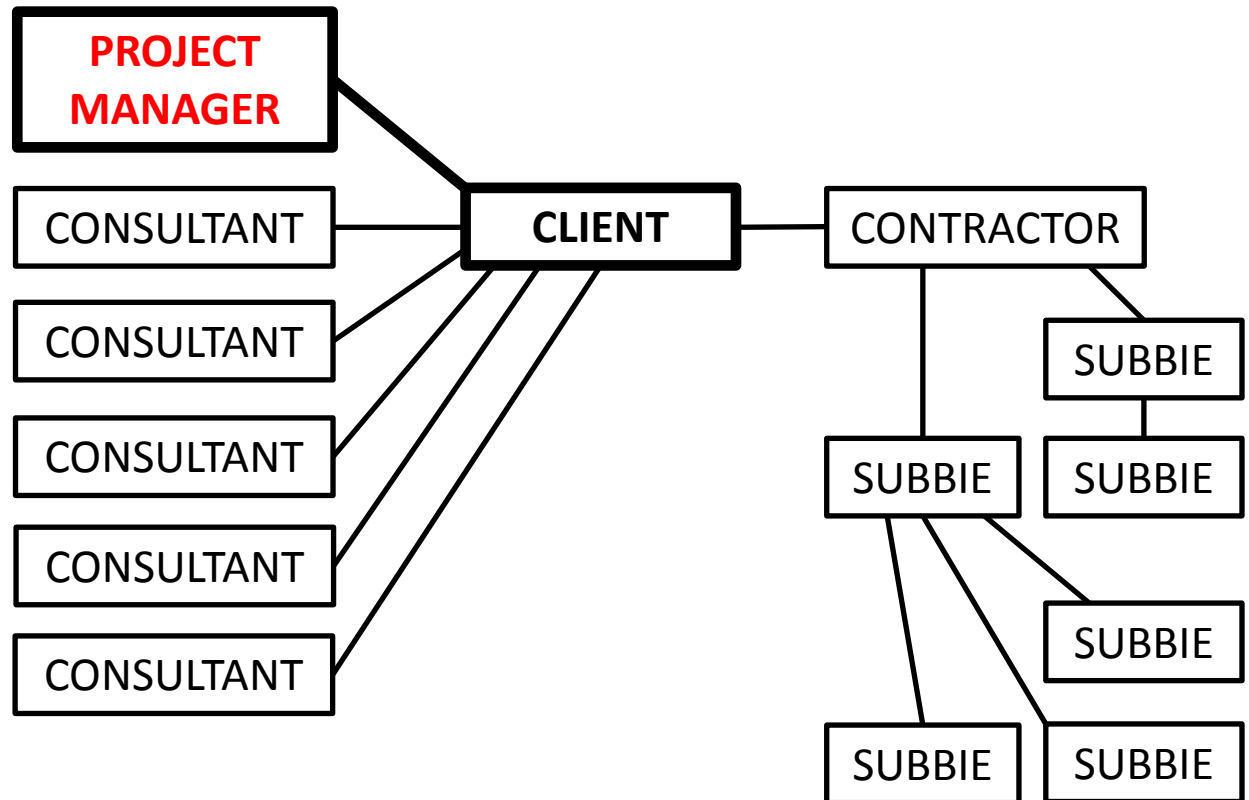 PROJECT
MANAGER
CONSULTANT
CLIENT
CONTRACTOR
CONSULTANT
SUBBIE
CONSULTANT
SUBBIE
SUBBIE
CONSULTANT
CONSULTANT
SUBBIE
SUBBIE
SUBBIE